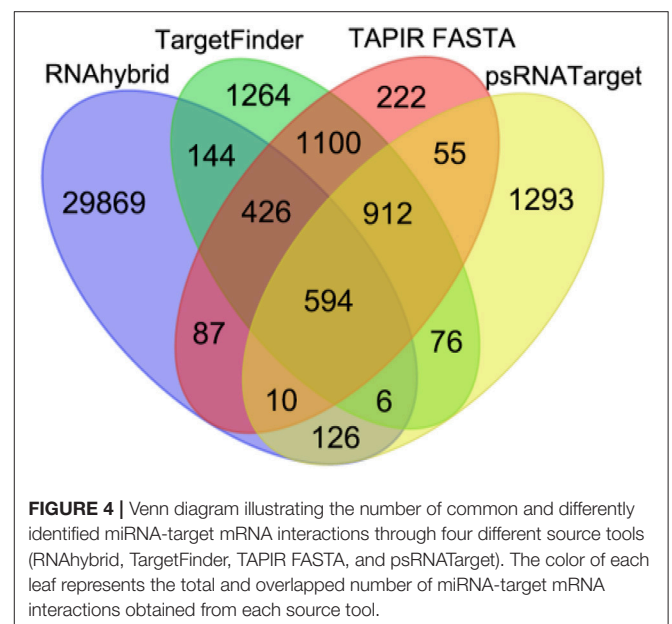 TargetFinder TAPIR FASTA
RNAhybrid psRNATarget
1264 222
144 1100 55
29869 426 912 1293
594
87 76
10 6
126
FIGURE 4 | Venn diagram illustrating the number of common and differently
identified miRNA-target mRNA interactions through four different source tools
(RNAhybrid, TargetFinder, TAPIR FASTA, and psRNATarget). The color of each
leaf represents the total and overlapped number of miRNA-target mRNA
interactions obtained from each source tool.